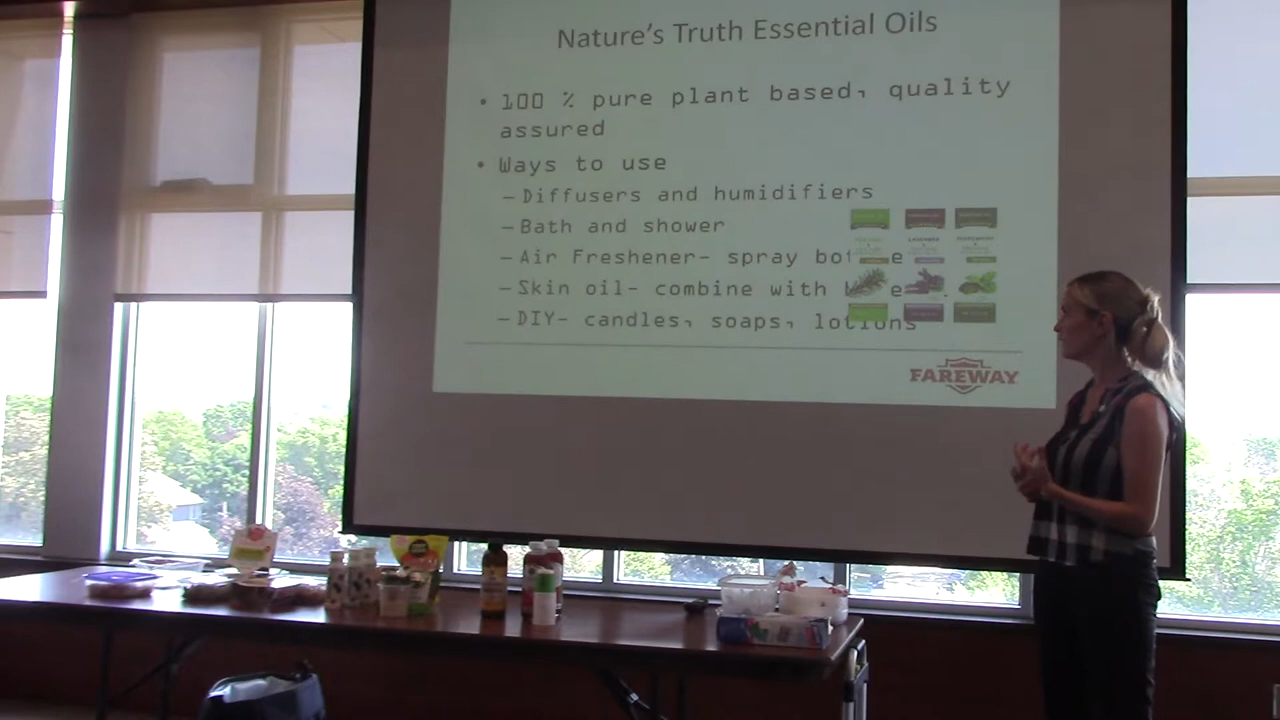 Nature's Truth Essential Oils
• 100 % pure plant based, quality
assured
• Ways to use
– Diffusers and humidifiers
– Bath and shower
– Air Freshener- spray
– Skin oil- combine with
– DIY- candles, soaps, lotions
LAVENDER
FAREWAY